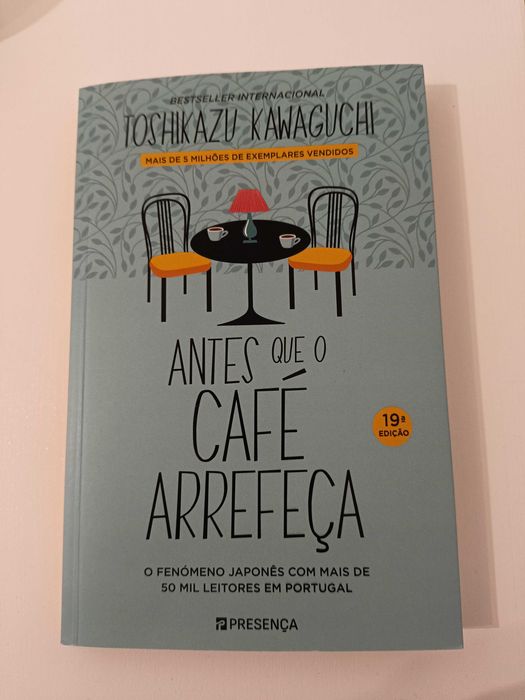 BESTSELLER INTERNACIONAL
TOSHIKAZU KAWAGUCHI
MAIS DE 5 MILHÕES DE EXEMPLARES VENDIDOS
ANTES QUE O
CAFÉ
ARREFEÇA
19ª
EDIÇÃO
O FENÓMENO JAPONÊS COM MAIS DE
50 MIL LEITORES EM PORTUGAL
PRESENÇA